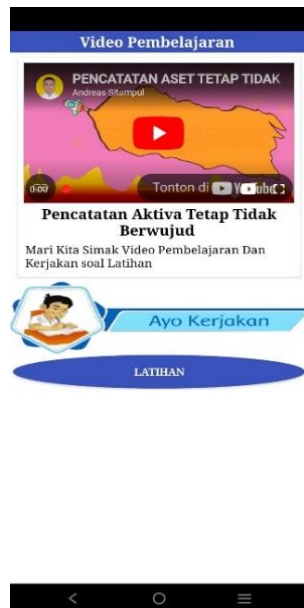 Video Pembelajaran
PENCATATAN ASET TETAP TIDAK
Andreas Sitompul
0:00
Tonton di YouTube
Pencatatan Aktiva Tetap Tidak
Berwujud
Mari Kita Simak Video Pembelajaran Dan
Kerjakan soal Latihan
Ayo Kerjakan
LATIHAN